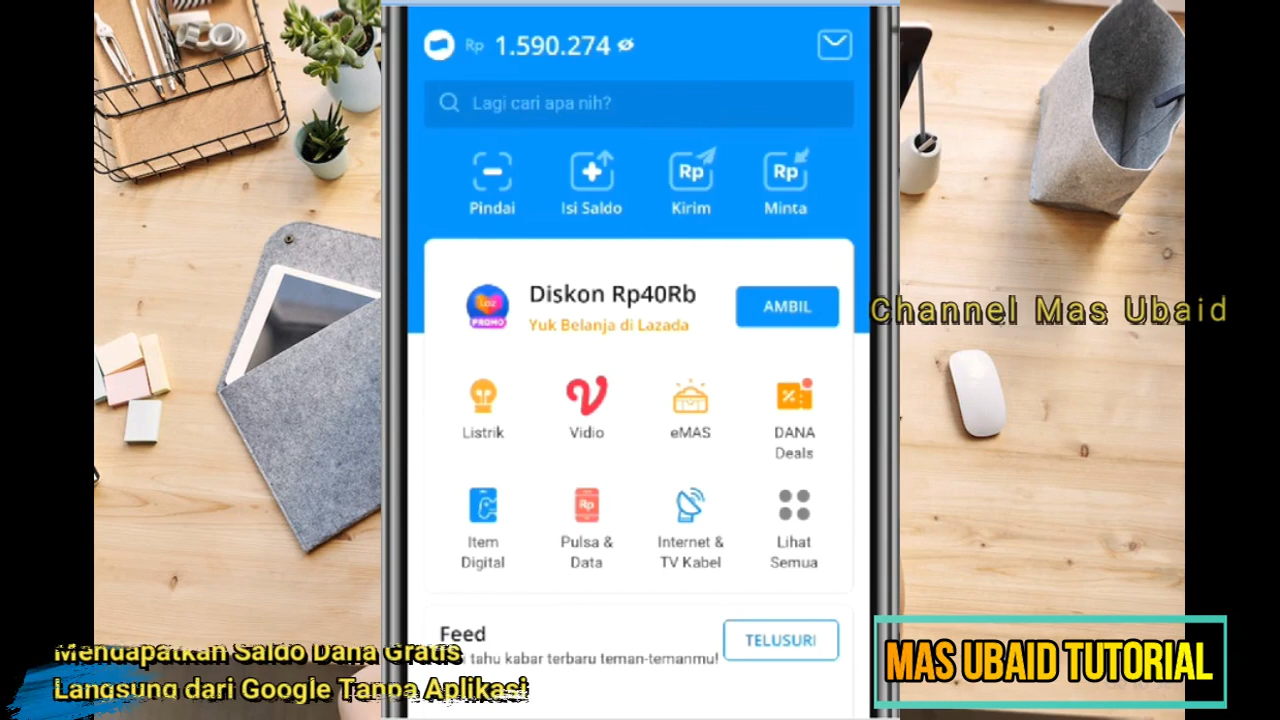 Rp 1.590.274
Lagi cari apa nih?
Pindai
Isi Saldo
Rp
Kirim
Rp
Minta
Laz
PROMO
Diskon Rp40Rb
Yuk Belanja di Lazada
AMBIL
Channel Mas Ubaid
Listrik
Vidio
eMAS
DANA
Deals
Item
Digital
Rp
Pulsa &
Data
Internet &
TV Kabel
Lihat
Semua
Feed
tahu kabar terbaru teman-temanmu!
TELUSURI
Mendapatkan Saldo Dana Gratis
Langsung dari Google Tanpa Aplikasi
MAS UBAID TUTORIAL